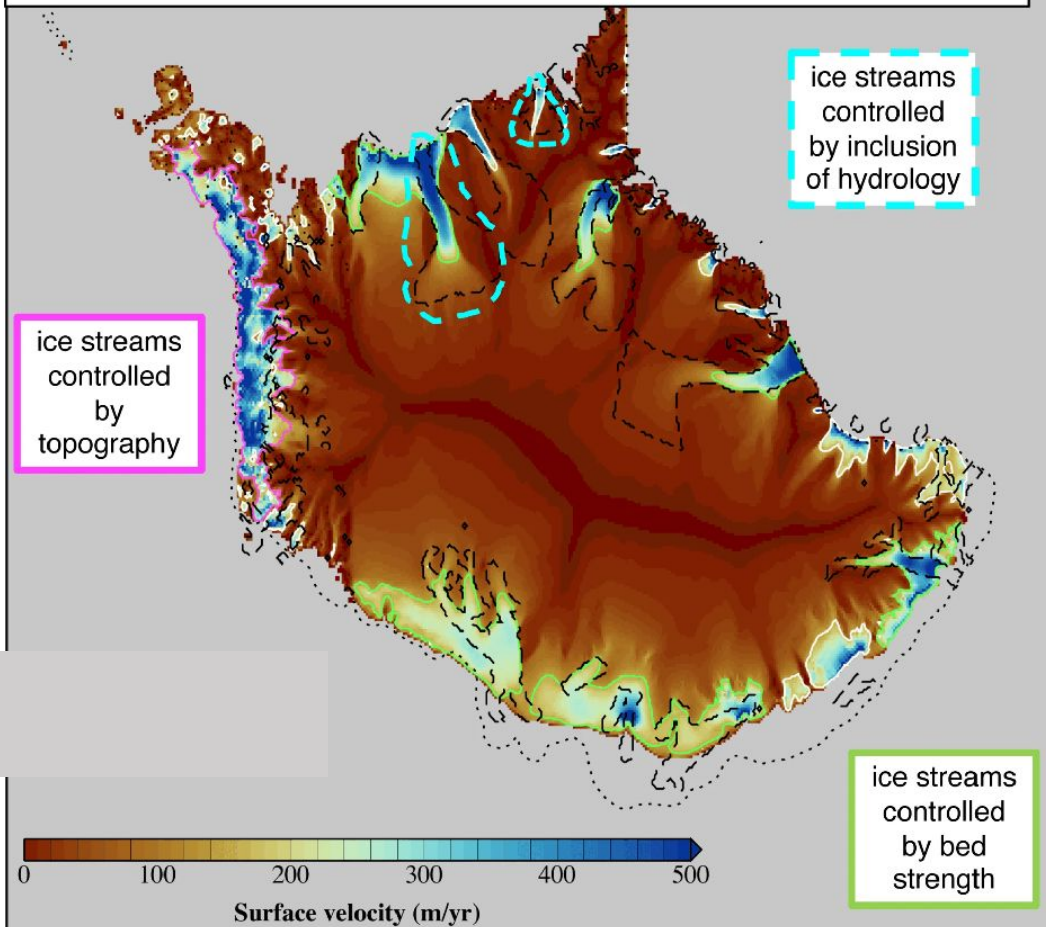 ice streams
controlled
by inclusion
of hydrology
ice streams
controlled
by
topography
ice streams
controlled
by bed
strength
0 100 200 300 400 500
Surface velocity (m/yr)